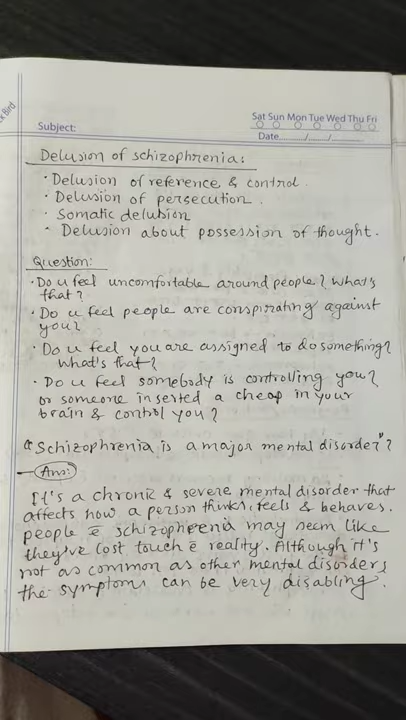 ck Bird
Subject:
Sat Sun Mon Tue Wed Thu Fri
Date............/......../............
Delusion of schizophrenia:
· Delusion of reference & control.
· Delusion of persecution.
· Somatic delusion
· Delusion about possession of thought.
Question:
· Do u feel uncomfortable around people? What's
that?
· Do u feel people are conspirating against
you?
· Do u feel you are assigned to do something?
What's that?
· Do u feel somebody is controlling you?
or someone inserted a cheap in your
brain & control you?
"Schizophrenia is a major mental disorder"?
Ans:
It's a chronic & severe mental disorder that
affects how a person thinks, feels & behaves.
people c̄ schizophrenia may seem like
they've lost touch c̄ reality. Although it's
not as common as other mental disorders,
the symptoms can be very disabling.